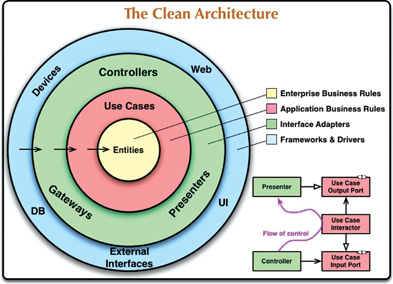 The Clean Architecture
Devices
Web
Controllers
Use Cases
Entities
Gateways
Presenters
DB
UI
External
Interfaces
Enterprise Business Rules
Application Business Rules
Interface Adapters
Frameworks & Drivers
Presenter
Use Case
Output Port
<I>
Flow of control
Use Case
Interactor
Controller
Use Case
Input Port
<I>